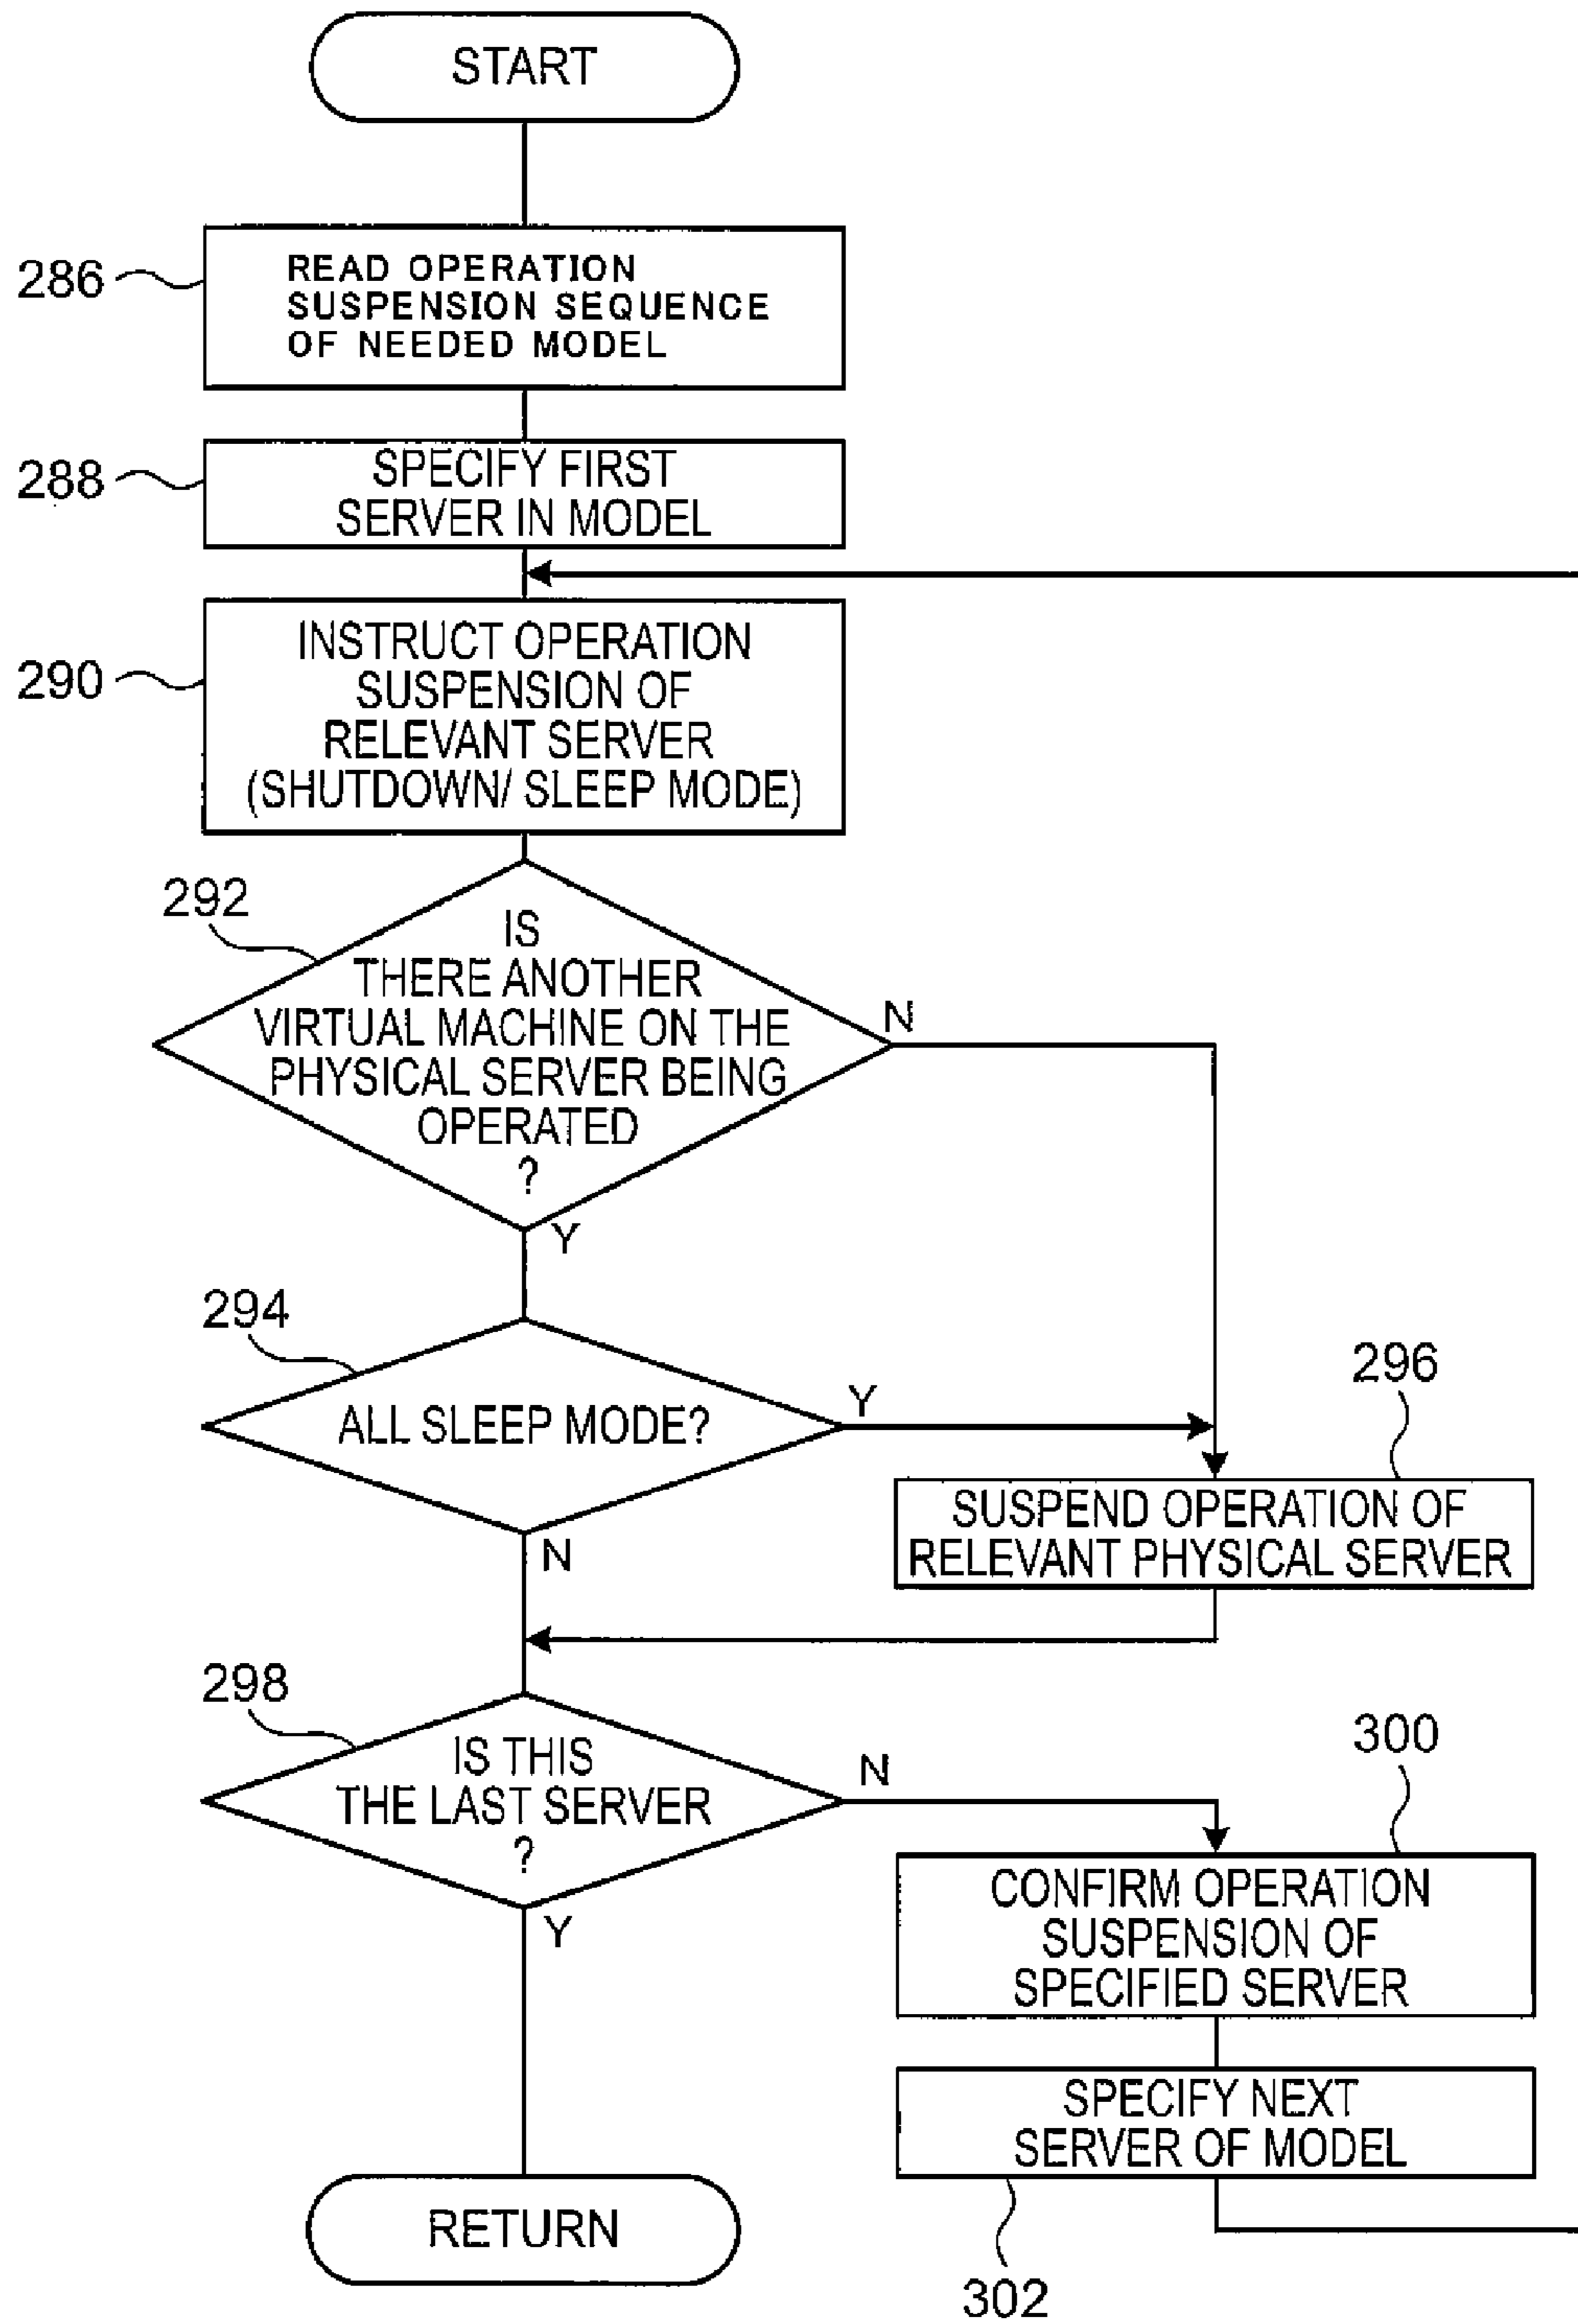 START
286
READ OPERATION
SUSPENSION SEQUENCE
OF NEEDED MODEL
288
SPECIFY FIRST
SERVER IN MODEL
290
INSTRUCT OPERATION
SUSPENSION OF
RELEVANT SERVER
(SHUTDOWN/ SLEEP MODE)
292
IS
THERE ANOTHER
VIRTUAL MACHINE ON THE
PHYSICAL SERVER BEING
OPERATED
?
N
Y
294
ALL SLEEP MODE?
Y
N
296
SUSPEND OPERATION OF
RELEVANT PHYSICAL SERVER
298
IS THIS
THE LAST SERVER
?
N
Y
300
CONFIRM OPERATION
SUSPENSION OF
SPECIFIED SERVER
SPECIFY NEXT
SERVER OF MODEL
302
RETURN